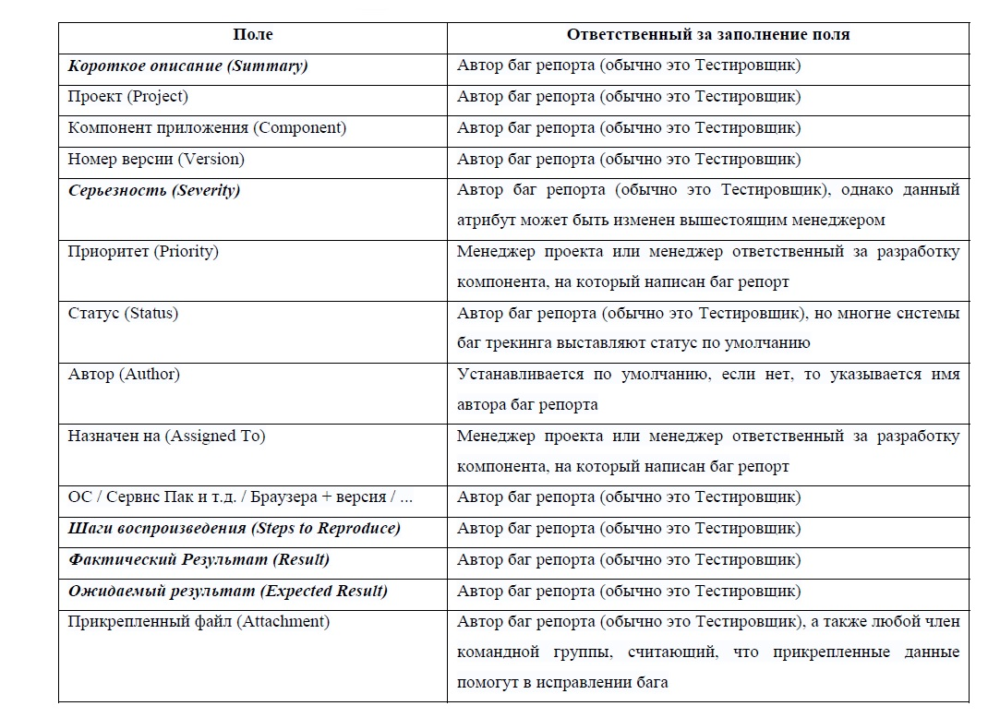 Поле
Ответственный за заполнение поля
Короткое описание (Summary)
Автор баг репорта (обычно это Тестировщик)
Проект (Project)
Автор баг репорта (обычно это Тестировщик)
Компонент приложения (Component)
Автор баг репорта (обычно это Тестировщик)
Номер версии (Version)
Автор баг репорта (обычно это Тестировщик)
Серьезность (Severity)
Автор баг репорта (обычно это Тестировщик), однако данный
атрибут может быть изменен вышестоящим менеджером
Приоритет (Priority)
Менеджер проекта или менеджер ответственный за разработку
компонента, на который написан баг репорт
Статус (Status)
Автор баг репорта (обычно это Тестировщик), но многие системы
баг трекинга выставляют статус по умолчанию
Автор (Author)
Устанавливается по умолчанию, если нет, то указывается имя
автора баг репорта
Назначен на (Assigned To)
Менеджер проекта или менеджер ответственный за разработку
компонента, на который написан баг репорт
ОС / Сервис Пак и т.д. / Браузера + версия / ...
Автор баг репорта (обычно это Тестировщик)
Шаги воспроизведения (Steps to Reproduce)
Автор баг репорта (обычно это Тестировщик)
Фактический Результат (Result)
Автор баг репорта (обычно это Тестировщик)
Ожидаемый результат (Expected Result)
Автор баг репорта (обычно это Тестировщик)
Прикрепленный файл (Attachment)
Автор баг репорта (обычно это Тестировщик), а также любой член
командной группы, считающий, что прикрепленные данные
помогут в исправлении бага